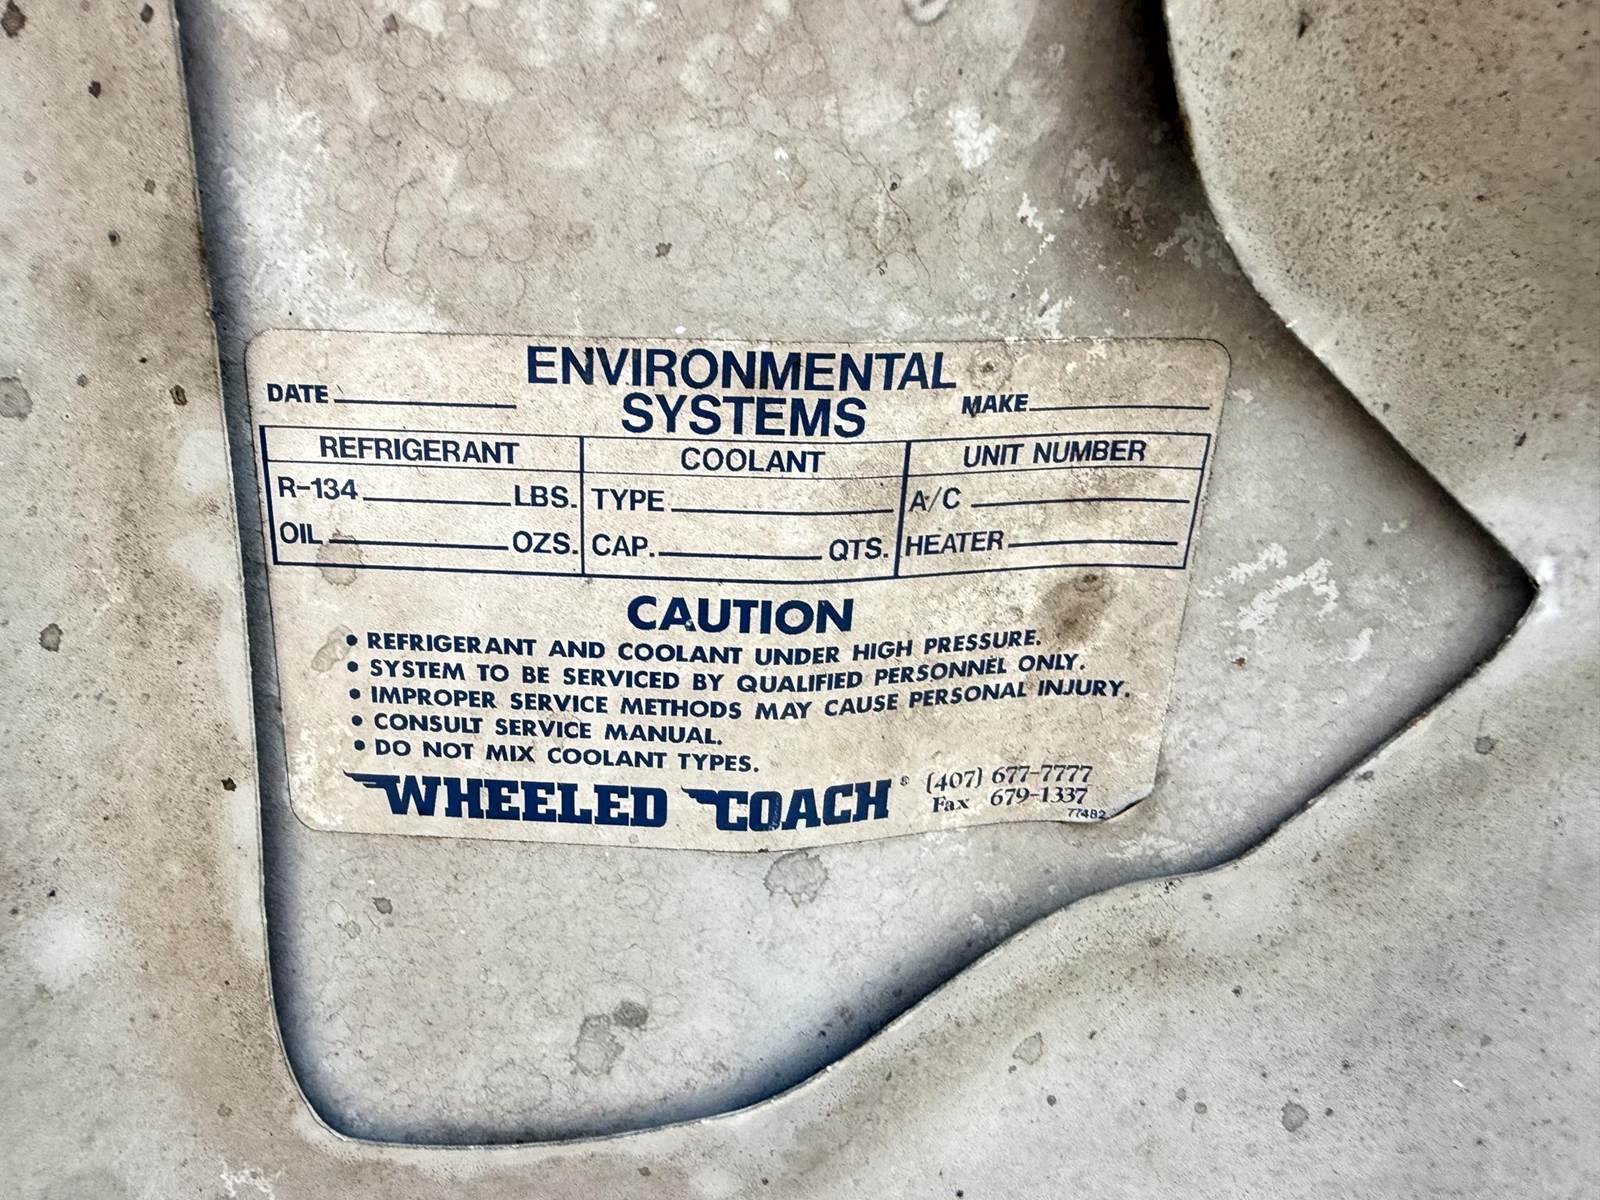 ENVIRONMENTAL
SYSTEMS
DATE
MAKE
REFRIGERANT COOLANT UNIT NUMBER
R-134 LBS. TYPE A/C
OIL OZS. CAP. QTS. HEATER
CAUTION
• REFRIGERANT AND COOLANT UNDER HIGH PRESSURE.
• SYSTEM TO BE SERVICED BY QUALIFIED PERSONNEL ONLY.
• IMPROPER SERVICE METHODS MAY CAUSE PERSONAL INJURY.
• CONSULT SERVICE MANUAL.
• DO NOT MIX COOLANT TYPES.
WHEELED COACH® (407) 677-7777
Fax 679-1337
77482